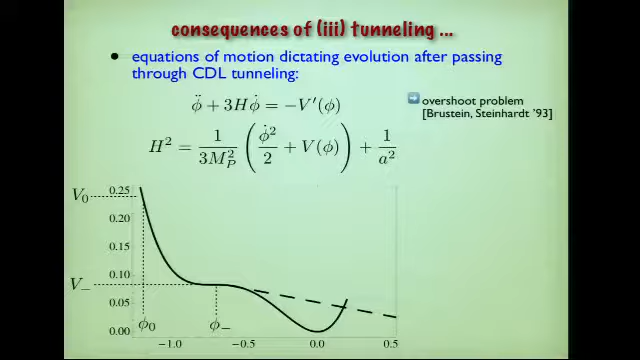 consequences of (iii) tunneling ...
• equations of motion dictating evolution after passing
through CDL tunneling:
φ̈ + 3Hφ̇ = −V′(φ)
H² = 1/(3M_P²) (φ̇²/2 + V(φ)) + 1/a²
overshoot problem
[Brustein, Steinhardt '93]
V₀
0.25
0.20
0.15
V₋
0.10
0.05
0.00
φ₀
φ₋
−1.0
−0.5
0.0
0.5